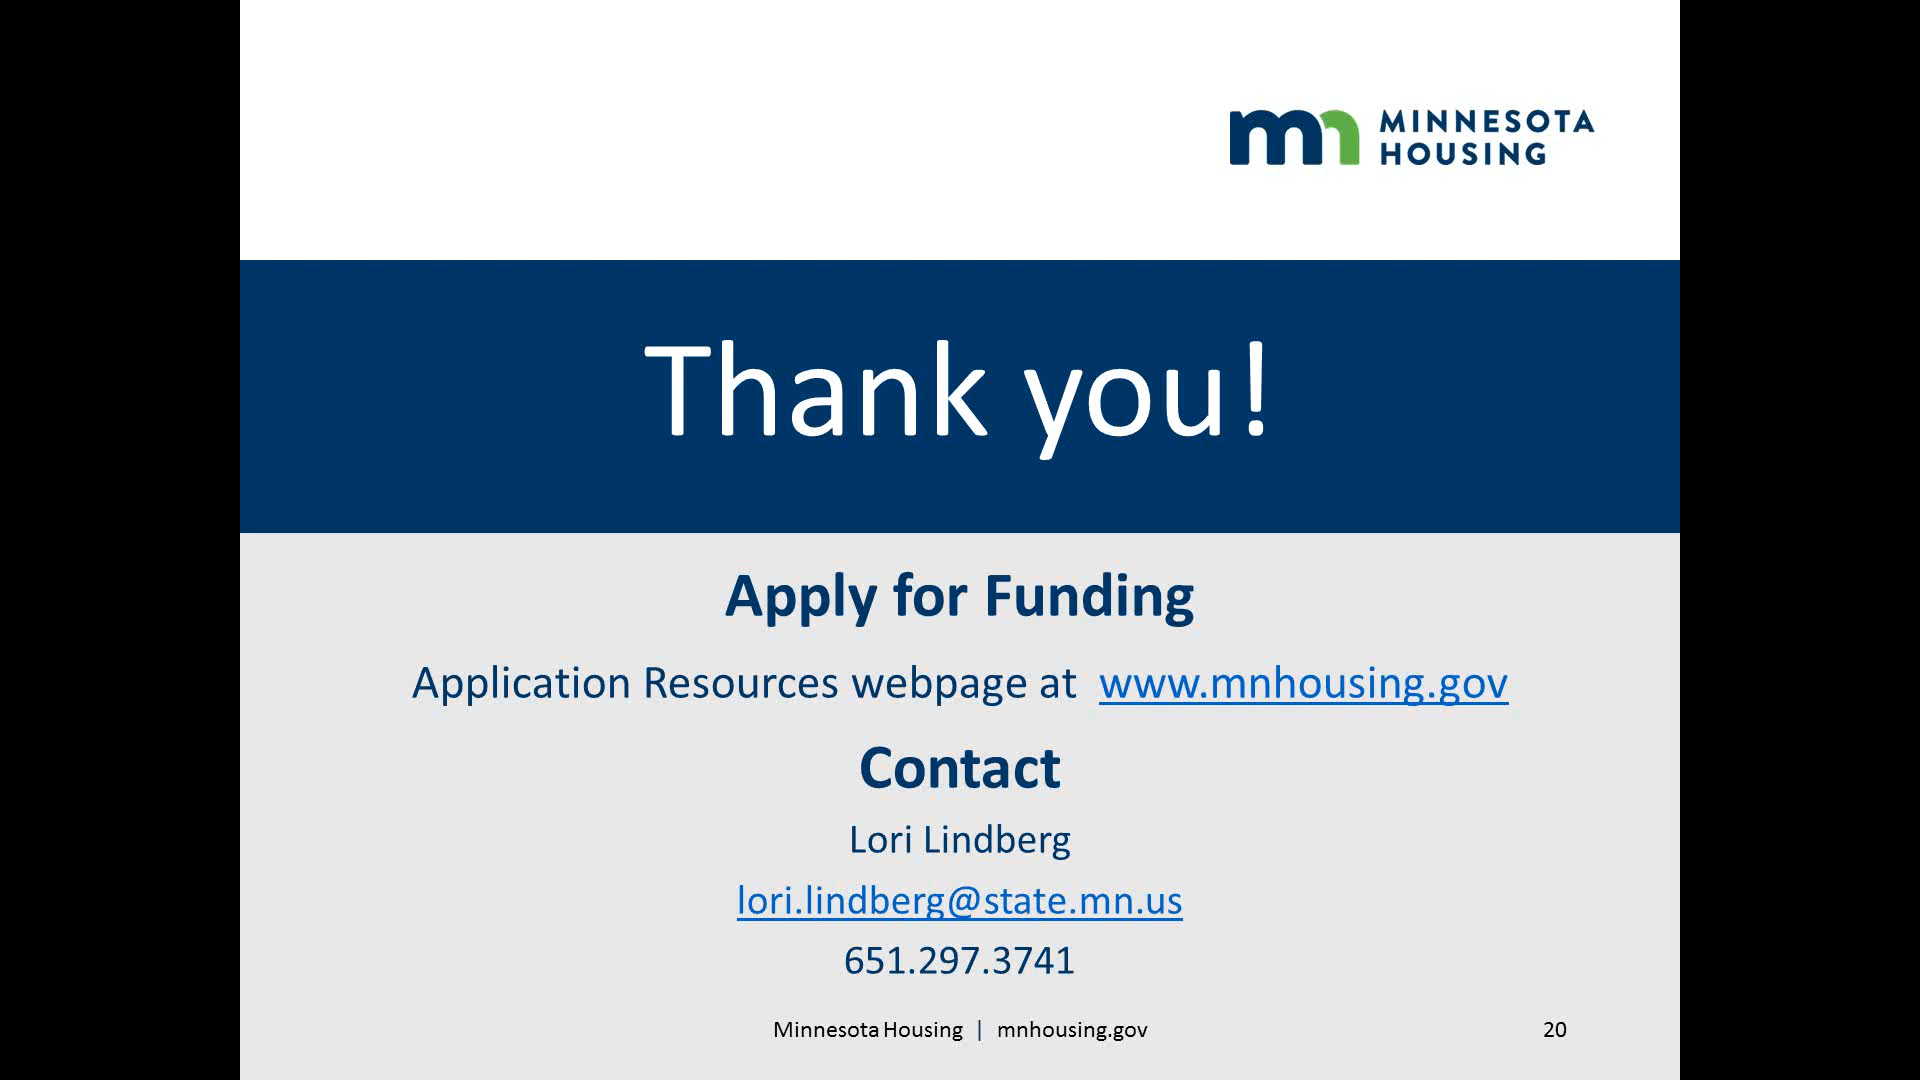 mn MINNESOTA
HOUSING
Thank you!
Apply for Funding
Application Resources webpage at www.mnhousing.gov
Contact
Lori Lindberg
lori.lindberg@state.mn.us
651.297.3741
Minnesota Housing | mnhousing.gov 20